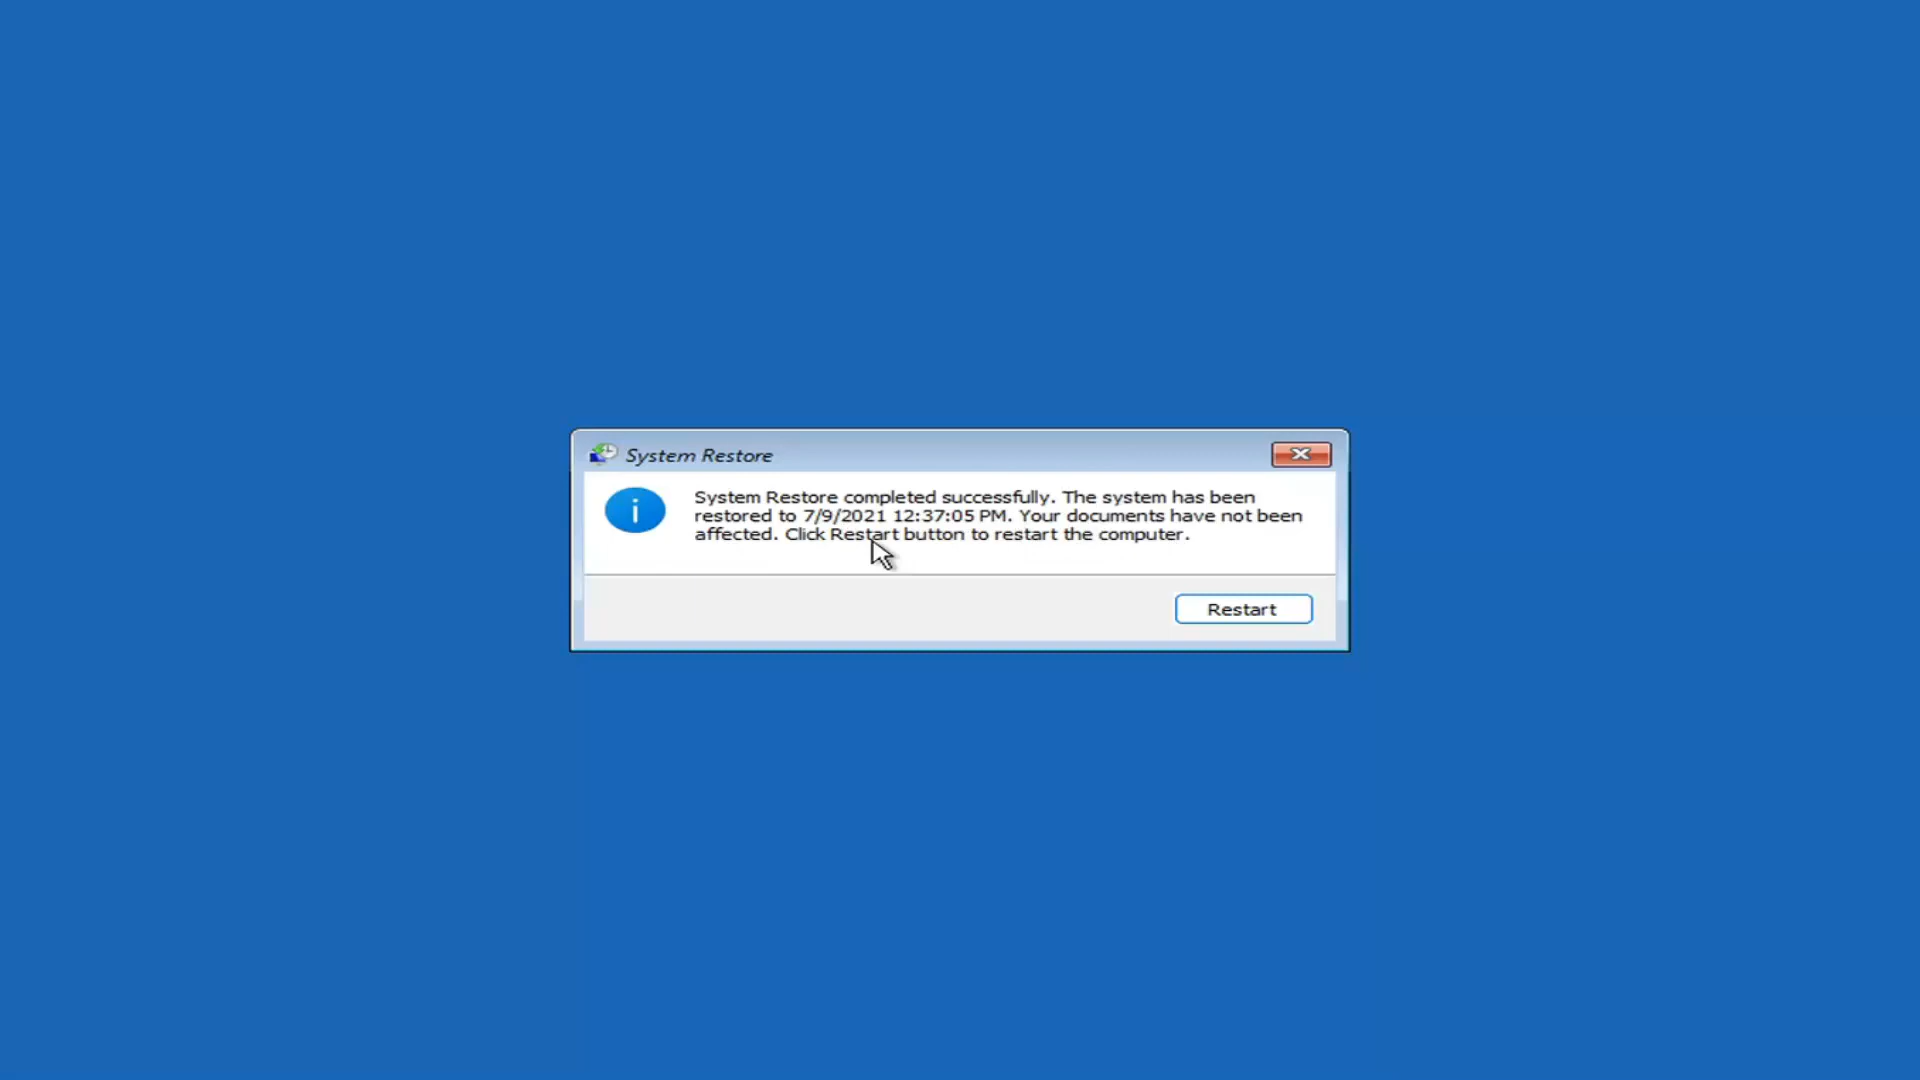 System Restore
System Restore completed successfully. The system has been
restored to 7/9/2021 12:37:05 PM. Your documents have not been
affected. Click Restart button to restart the computer.
Restart